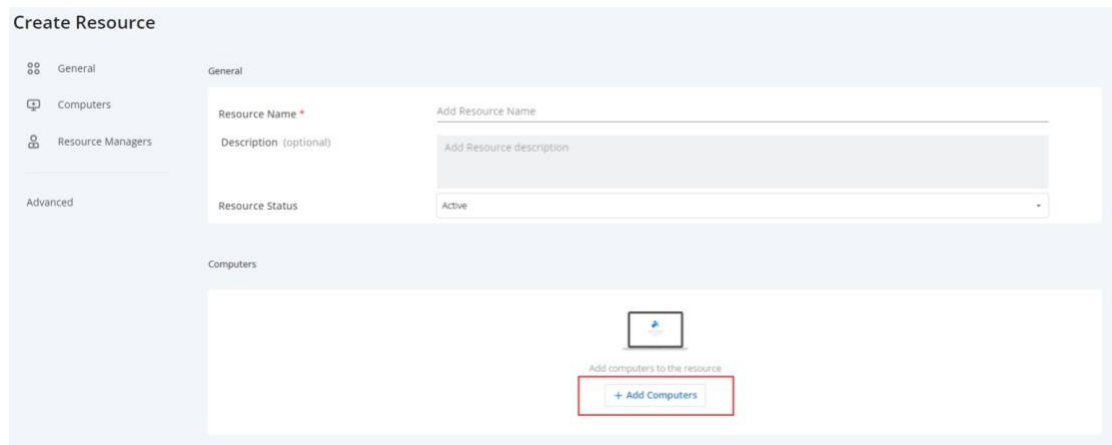 Create Resource
General
Computers
Resource Managers
Advanced
General
Resource Name *
Add Resource Name
Description (optional)
Add Resource description
Resource Status
Active
Computers
Add computers to the resource
+ Add Computers